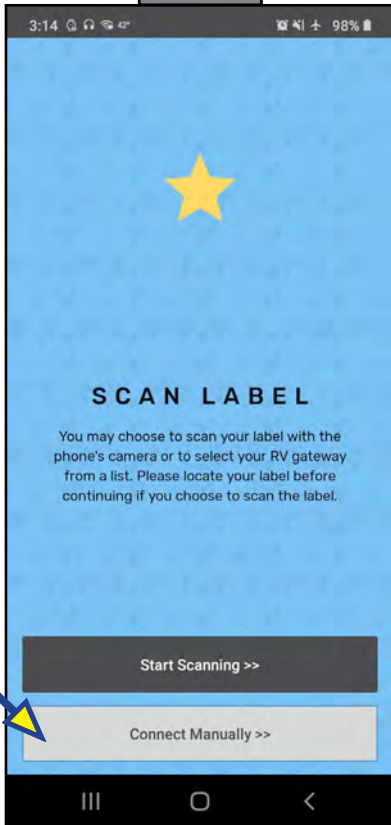 3:14 42° 98%
SCAN LABEL
You may choose to scan your label with the
phone's camera or to select your RV gateway
from a list. Please locate your label before
continuing if you choose to scan the label.
Start Scanning >>
Connect Manually >>